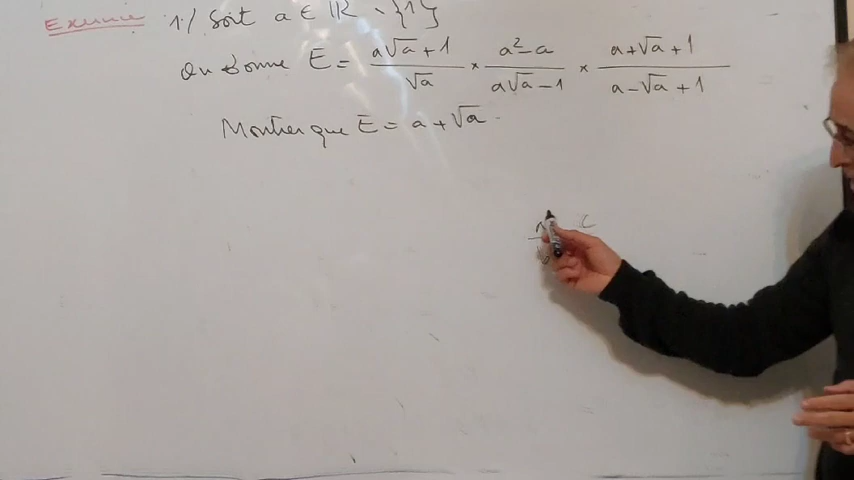 Exercice 1°/ Soit a ∈ ℝ \ {1}
On donne E = (a√a + 1)/√a × (a² - a)/(a√a - 1) × (a + √a + 1)/(a - √a + 1)
Montrer que E = a + √a .
c
b